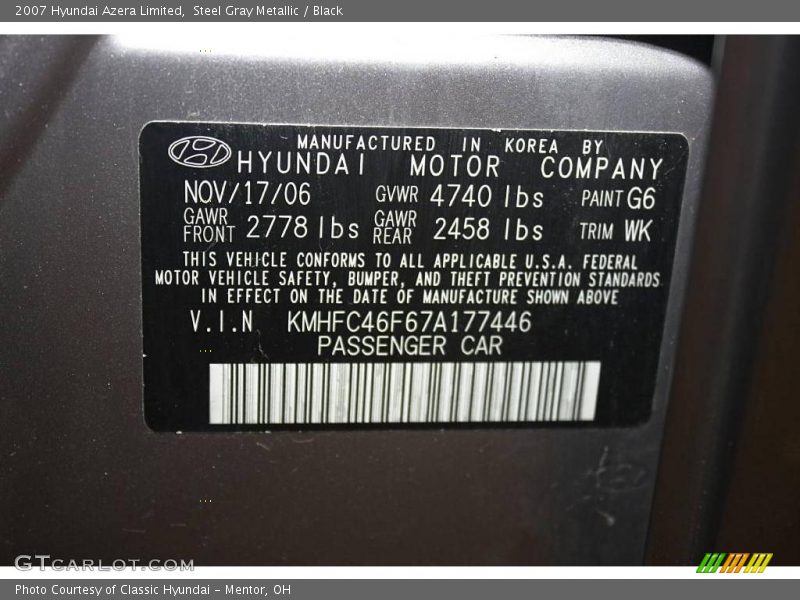 2007 Hyundai Azera Limited,  Steel Gray Metallic / Black
MANUFACTURED IN KOREA BY
HYUNDAI MOTOR COMPANY
NOV/17/06 GVWR 4740 lbs PAINT G6
GAWR FRONT 2778 lbs GAWR REAR 2458 lbs TRIM WK
THIS VEHICLE CONFORMS TO ALL APPLICABLE U.S.A. FEDERAL
MOTOR VEHICLE SAFETY, BUMPER, AND THEFT PREVENTION STANDARDS
IN EFFECT ON THE DATE OF MANUFACTURE SHOWN ABOVE
V.I.N KMHFC46F67A177446
PASSENGER CAR
GTCARLOT.COM
Photo Courtesy of Classic Hyundai - Mentor, OH